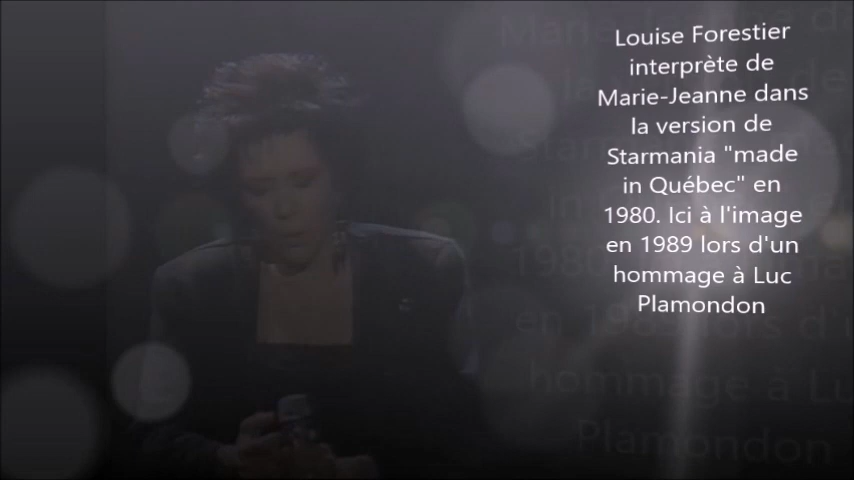 Louise Forestier
interprète de
Marie-Jeanne dans
la version de
Starmania "made
in Québec" en
1980. Ici à l'image
en 1989 lors d'un
hommage à Luc
Plamondon